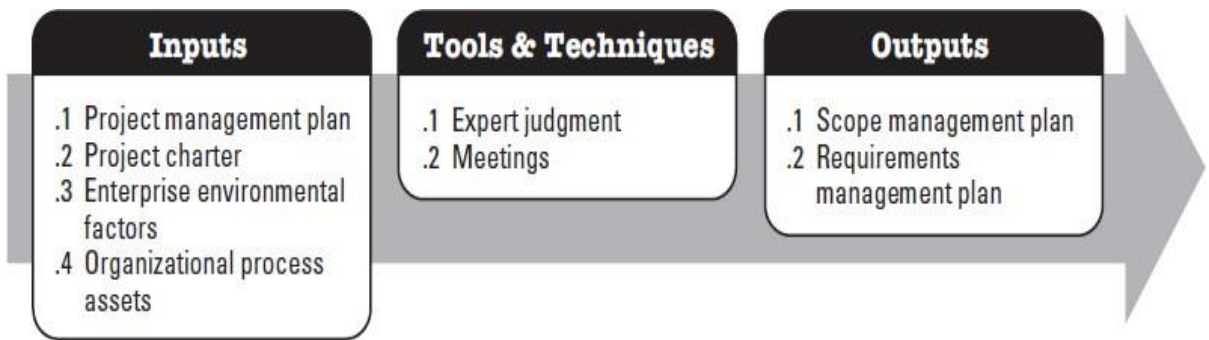 Inputs
.1 Project management plan
.2 Project charter
.3 Enterprise environmental
factors
.4 Organizational process
assets
Tools & Techniques
.1 Expert judgment
.2 Meetings
Outputs
.1 Scope management plan
.2 Requirements
management plan